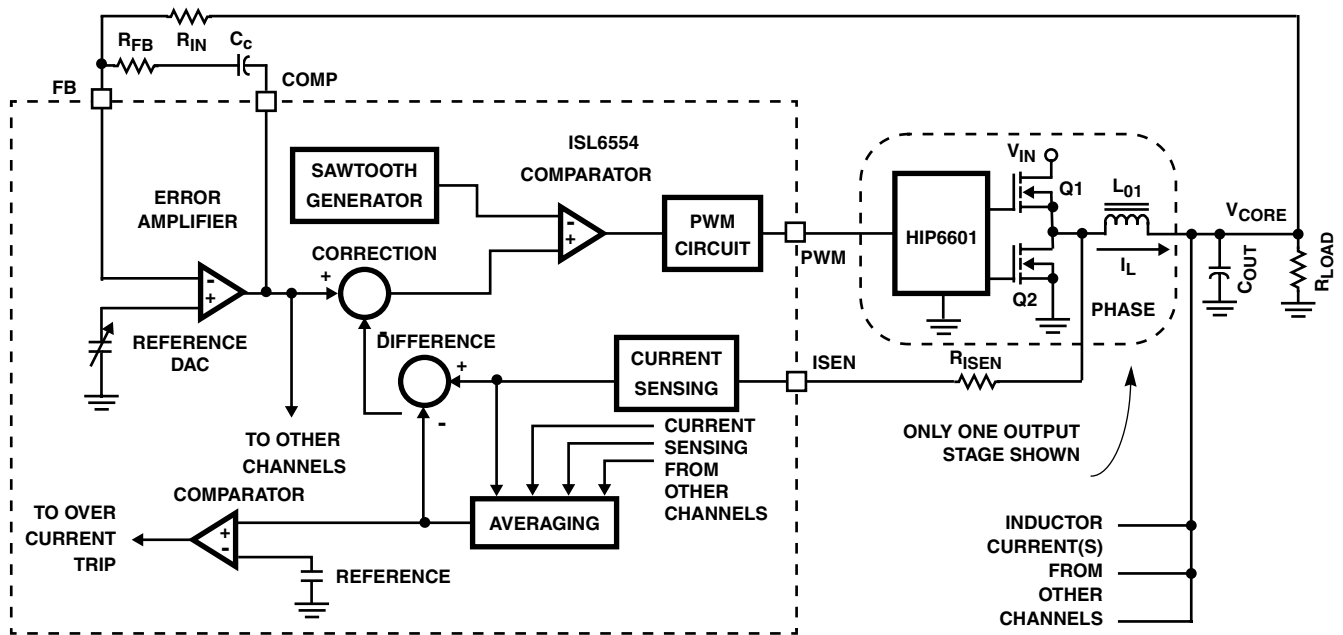 RFB
RIN
Cc
FB
COMP
ISL6554
COMPARATOR
SAWTOOTH
GENERATOR
ERROR
AMPLIFIER
CORRECTION
PWM
CIRCUIT
PWM
HIP6601
VIN
Q1
Q2
L01
IL
PHASE
VCORE
COUT
RLOAD
- +
- +
+ -
REFERENCE
DAC
DIFFERENCE
+ -
CURRENT
SENSING
ISEN
RISEN
TO OTHER
CHANNELS
CURRENT
SENSING
FROM
OTHER
CHANNELS
ONLY ONE OUTPUT
STAGE SHOWN
COMPARATOR
AVERAGING
TO OVER
CURRENT
TRIP
+ -
REFERENCE
INDUCTOR
CURRENT(S)
FROM
OTHER
CHANNELS